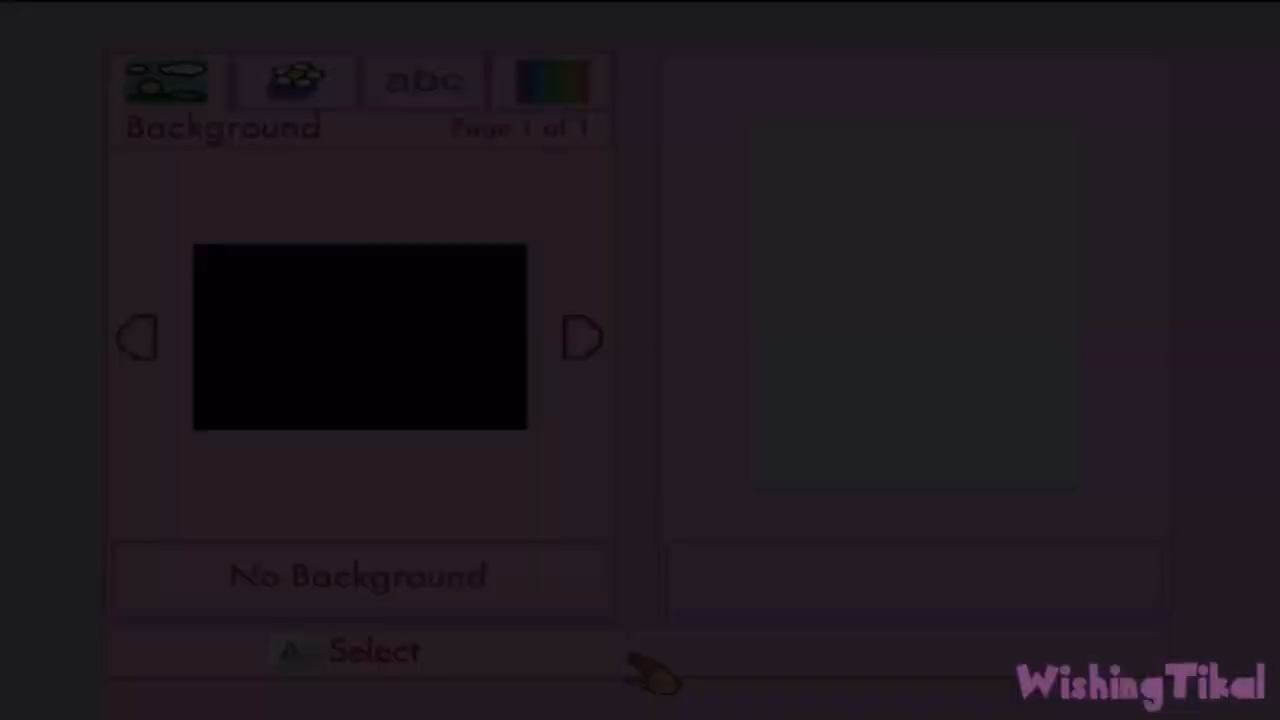 abc
Background Page 1 of 1
No Background
A Select
WishingTikal